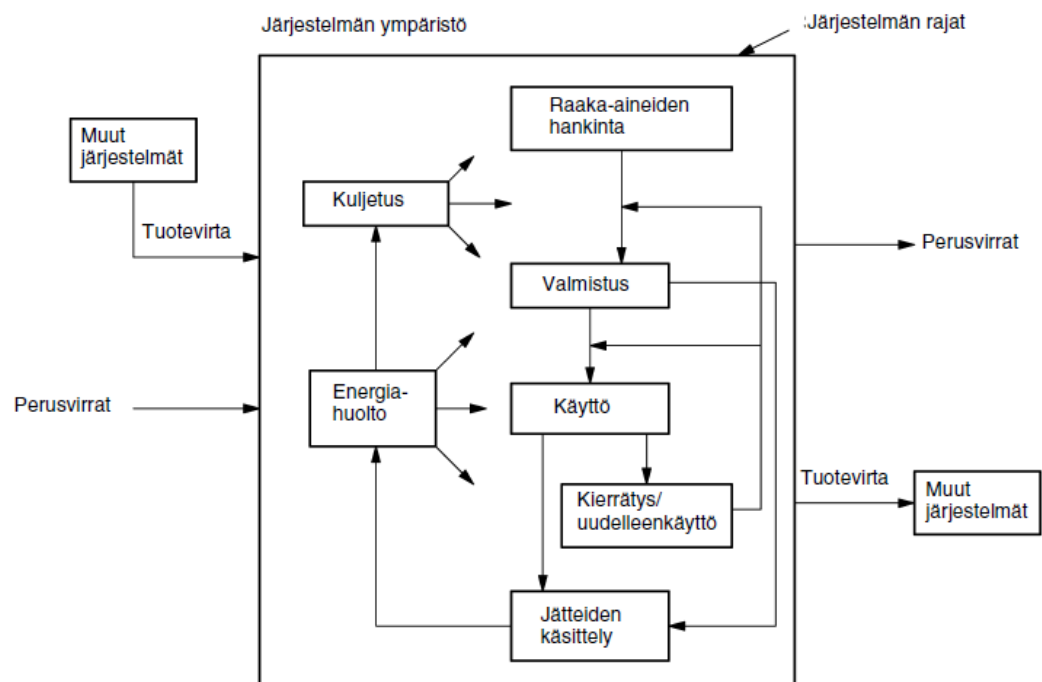 Järjestelmän ympäristö
:Järjestelmän rajat
Raaka-aineiden
hankinta
Muut
järjestelmät
Kuljetus
Tuotevirta
Perusvirrat
Valmistus
Energia-
huolto
Käyttö
Perusvirrat
Tuotevirta
Kierrätys/
uudelleenkäyttö
Muut
järjestelmät
Jätteiden
käsittely